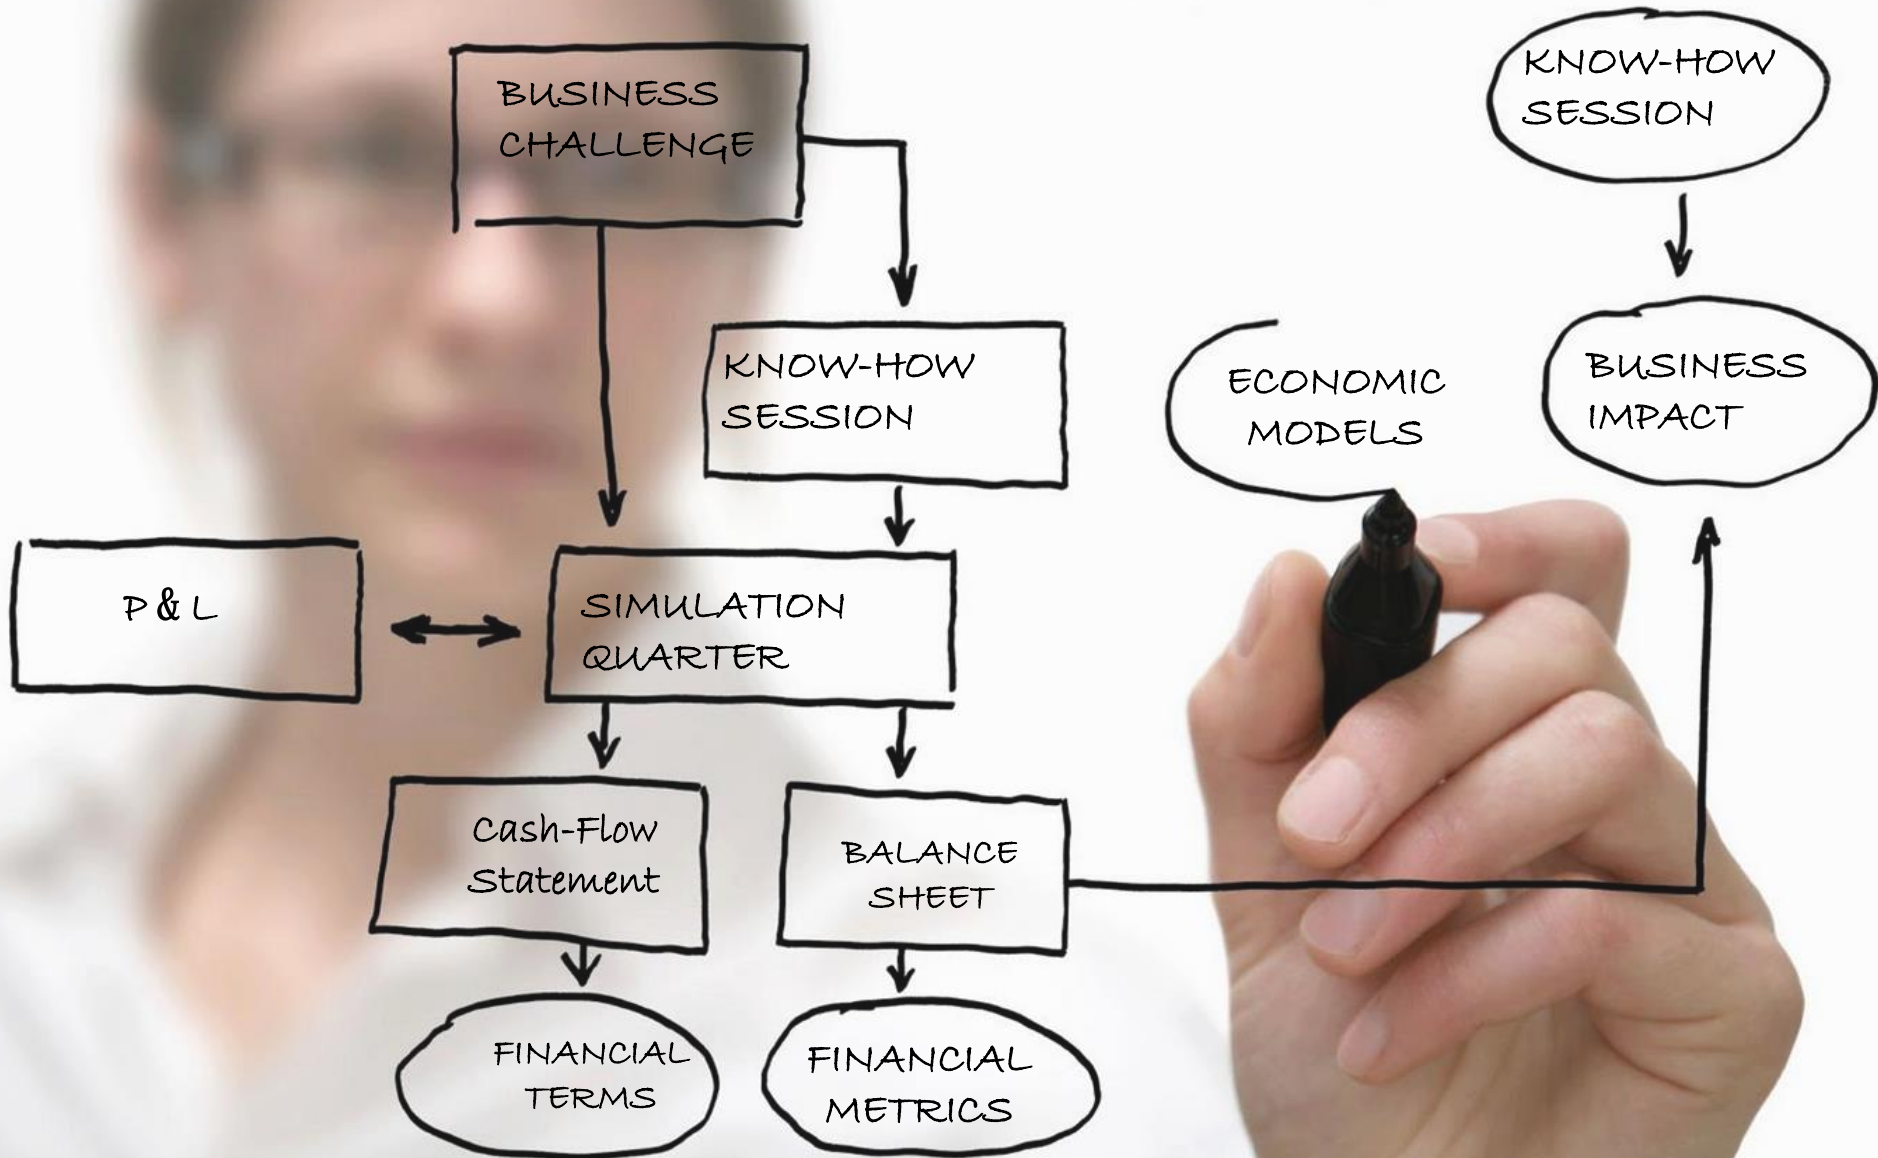 BUSINESS
CHALLENGE
KNOW-HOW
SESSION
KNOW-HOW
SESSION
ECONOMIC
MODELS
BUSINESS
IMPACT
P & L
SIMULATION
QUARTER
Cash-Flow
Statement
BALANCE
SHEET
FINANCIAL
TERMS
FINANCIAL
METRICS